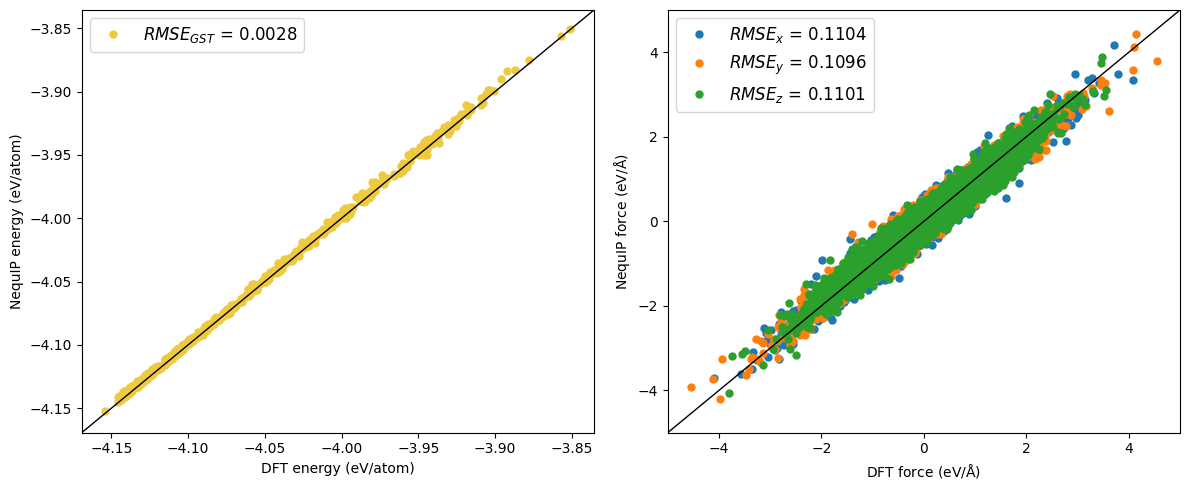 RMSE_GST = 0.0028
NequIP energy (eV/atom)
−3.85
−3.90
−3.95
−4.00
−4.05
−4.10
−4.15
−4.15 −4.10 −4.05 −4.00 −3.95 −3.90 −3.85
DFT energy (eV/atom)
RMSE_x = 0.1104
RMSE_y = 0.1096
RMSE_z = 0.1101
NequIP force (eV/Å)
4
2
0
−2
−4
−4 −2 0 2 4
DFT force (eV/Å)